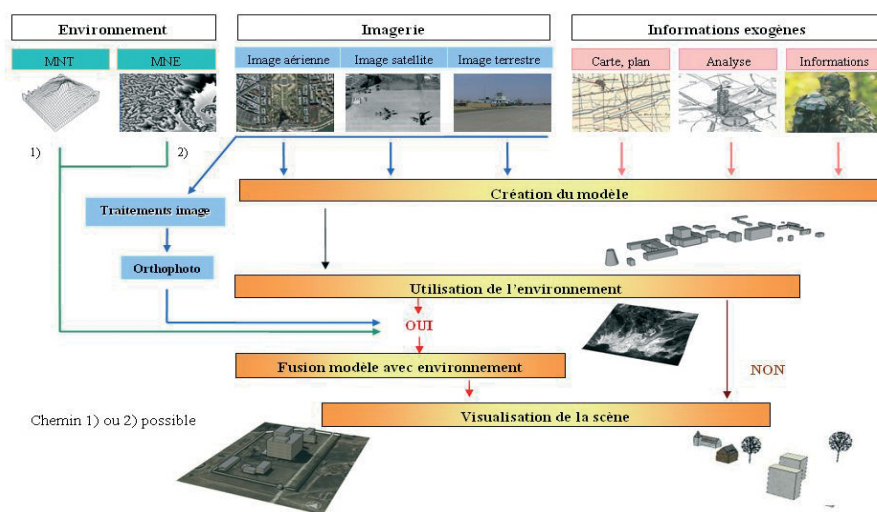 Environnement
Imagerie
Informations exogènes
MNT
MNE
Image aérienne
Image satellite
Image terrestre
Carte, plan
Analyse
Informations
1)
2)
Création du modèle
Traitements image
Orthophoto
Utilisation de l'environnement
OUI
Fusion modèle avec environnement
NON
Chemin 1) ou 2) possible
Visualisation de la scène